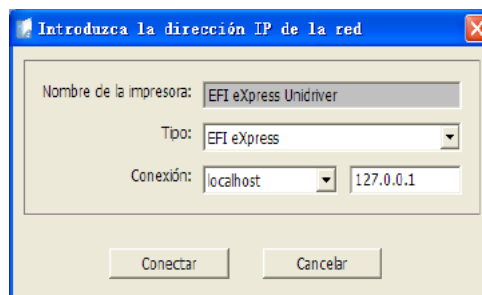 Introduzca la dirección IP de la red
Nombre de la impresora: EFI eXpress Unidriver
Tipo: EFI eXpress
Conexión: localhost 127.0.0.1
Conectar Cancelar